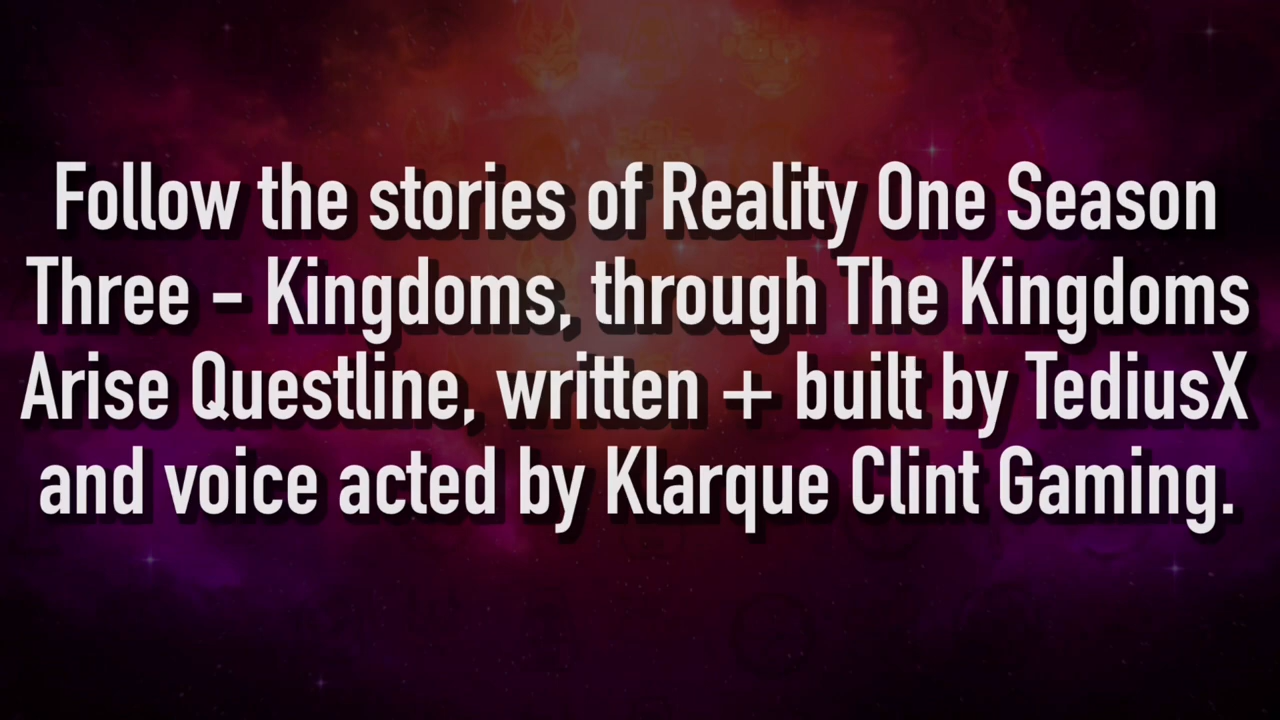 Follow the stories of Reality One Season
Three – Kingdoms, through The Kingdoms
Arise Questline, written + built by TediusX
and voice acted by Klarque Clint Gaming.